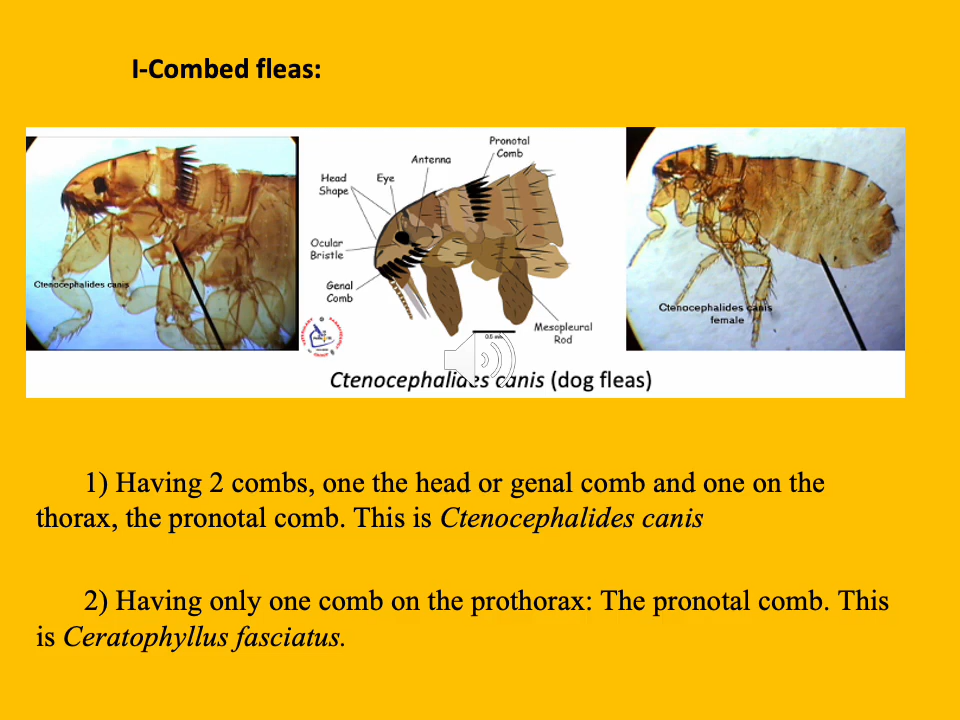 I-Combed fleas:
Pronotal
Comb
Antenna
Head
Shape
Eye
Ocular
Bristle
Genal
Comb
Mesopleural
Rod
Ctenocephalides canis
Ctenocephalides canis
female
Ctenocephalides canis (dog fleas)
1) Having 2 combs, one the head or genal comb and one on the
thorax, the pronotal comb. This is Ctenocephalides canis
2) Having only one comb on the prothorax: The pronotal comb. This
is Ceratophyllus fasciatus.